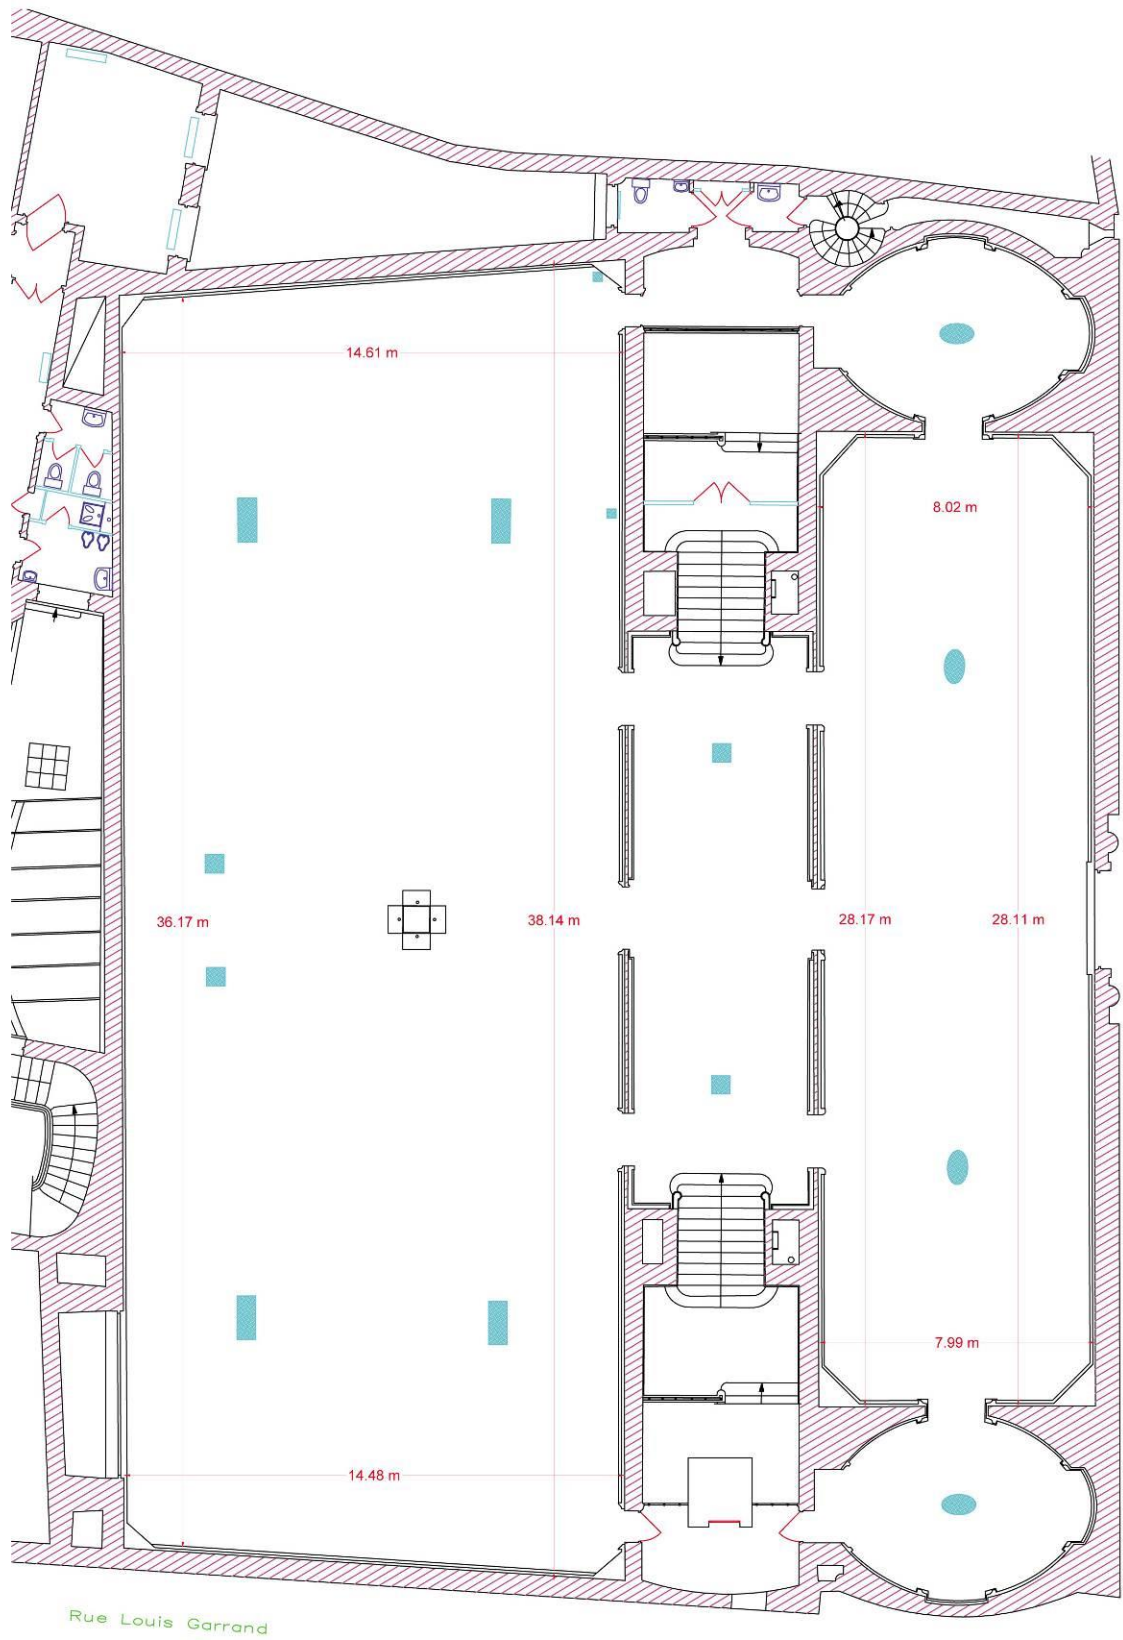 14.61 m
8.02 m
36.17 m
38.14 m
28.17 m
28.11 m
7.99 m
14.48 m
Rue Louis Garrand